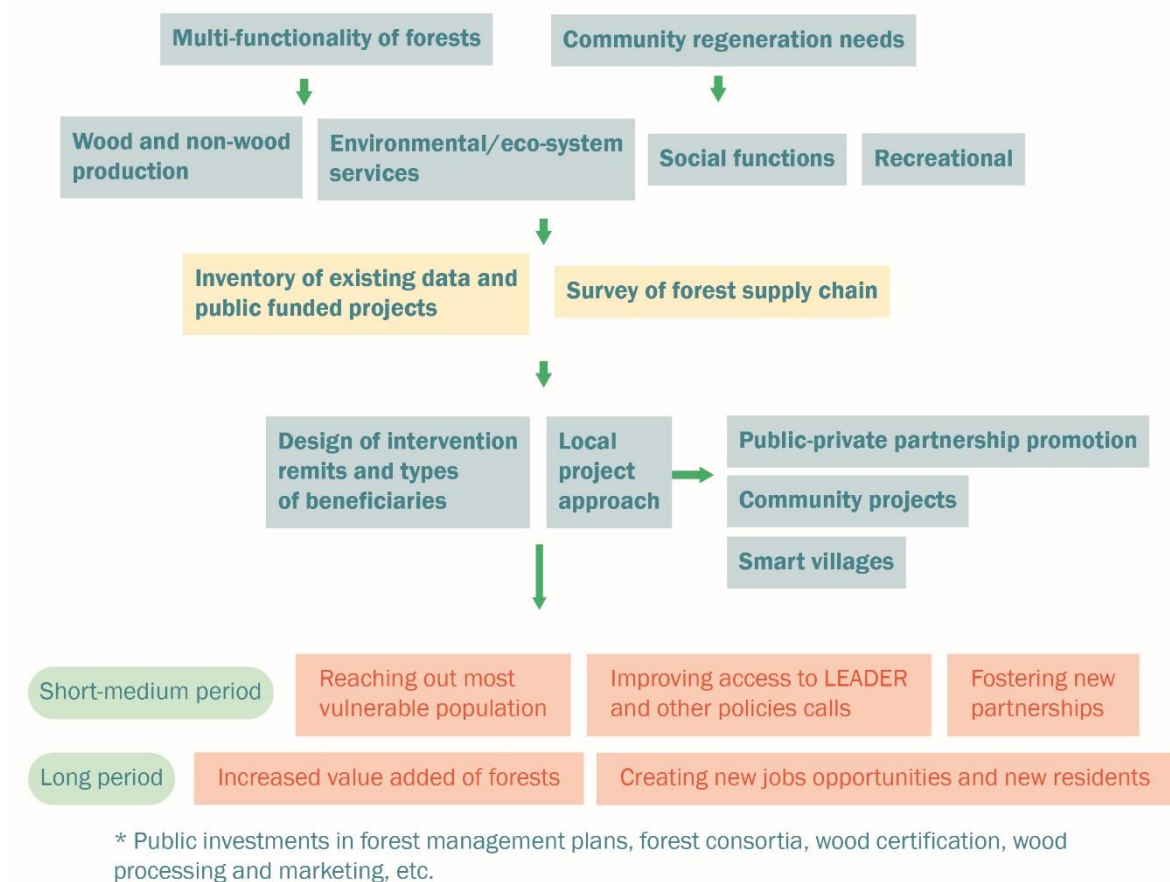 Multi-functionality of forests
Community regeneration needs
Wood and non-wood
production
Environmental/eco-system
services
Social functions
Recreational
Inventory of existing data and
public funded projects
Survey of forest supply chain
Design of intervention
remits and types
of beneficiaries
Local
project
approach
Public-private partnership promotion
Community projects
Smart villages
Short-medium period
Reaching out most
vulnerable population
Improving access to LEADER
and other policies calls
Fostering new
partnerships
Long period
Increased value added of forests
Creating new jobs opportunities and new residents
* Public investments in forest management plans, forest consortia, wood certification, wood
processing and marketing, etc.